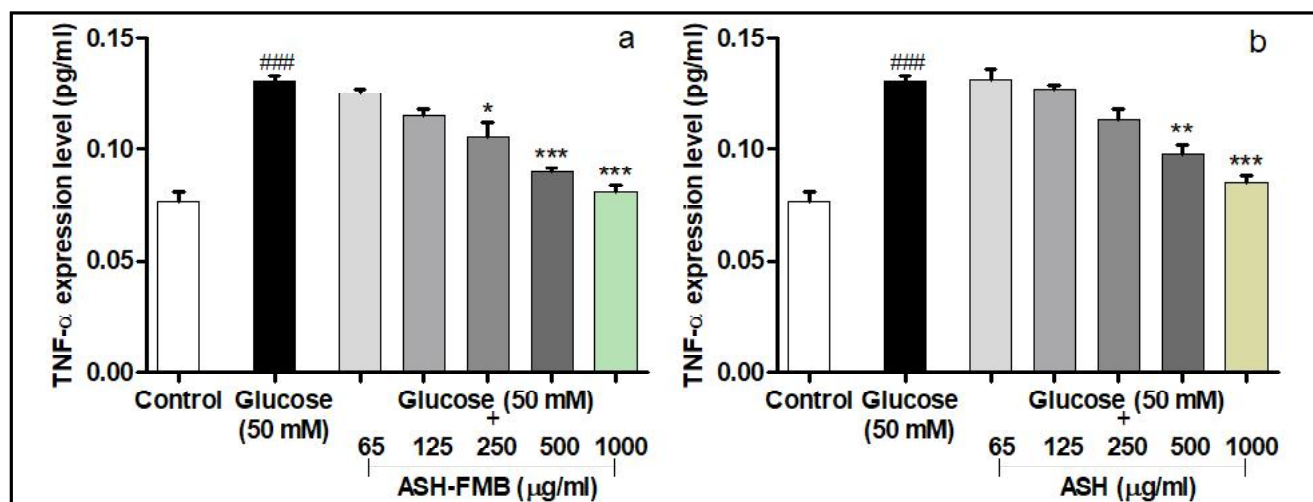 TNF-α expression level (pg/ml)
0.15
0.10
0.05
0.00
a
###
*
***
***
Control
Glucose
(50 mM)
Glucose (50 mM)
+
65 125 250 500 1000
ASH-FMB (μg/ml)
TNF-α expression level (pg/ml)
0.15
0.10
0.05
0.00
b
###
**
***
Control
Glucose
(50 mM)
Glucose (50 mM)
+
65 125 250 500 1000
ASH (μg/ml)